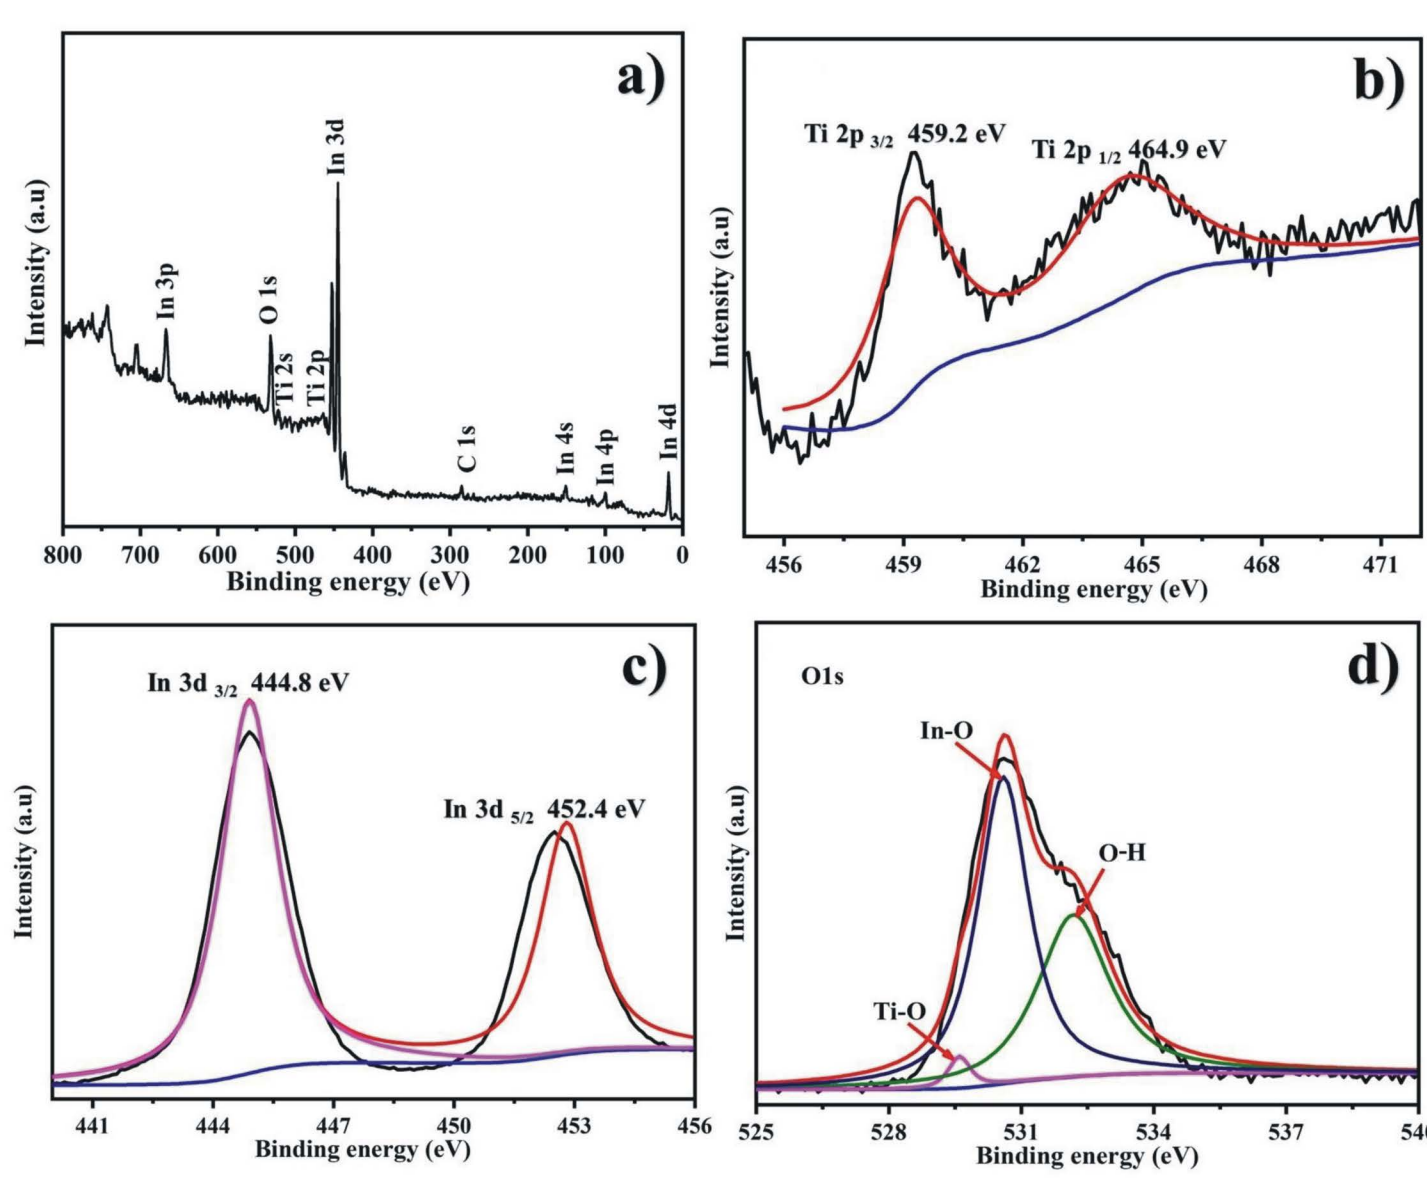 a)
In 3p
O 1s
Ti 2s
Ti 2p
In 3d
C 1s
In 4s
In 4p
In 4d
Intensity (a.u)
800 700 600 500 400 300 200 100 0
Binding energy (eV)
b)
Ti 2p 3/2 459.2 eV
Ti 2p 1/2 464.9 eV
Intensity (a.u)
456 459 462 465 468 471
Binding energy (eV)
c)
In 3d 3/2 444.8 eV
In 3d 5/2 452.4 eV
Intensity (a.u)
441 444 447 450 453 456
Binding energy (eV)
d)
O1s
In-O
O-H
Ti-O
Intensity (a.u)
525 528 531 534 537
Binding energy (eV)